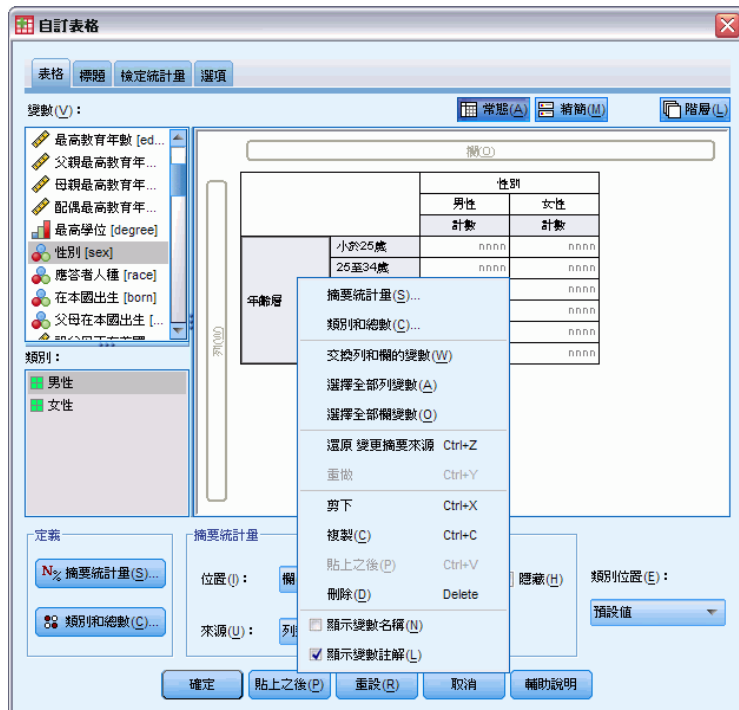 自訂表格
表格 標題 檢定統計量 選項
變數(V)： 常態(A) 精簡(M) 階層(L)
最高教育年數 [ed...
父親最高教育年...
母親最高教育年...
配偶最高教育年...
最高學位 [degree]
性別 [sex]
應答者人種 [race]
在本國出生 [born]
父母在本國出生 [...
類別：
男性
女性
欄(O)
列(W)
性別
男性 女性
計數 計數
年齡層
小於25歲 nnnn nnnn
25至34歲 nnnn nnnn
nnnn
nnnn
nnnn
nnnn
摘要統計量(S)...
類別和總數(C)...
交換列和欄的變數(W)
選擇全部列變數(A)
選擇全部欄變數(O)
還原 變更摘要來源 Ctrl+Z
重做 Ctrl+Y
剪下 Ctrl+X
複製(C) Ctrl+C
貼上之後(P) Ctrl+V
刪除(D) Delete
顯示變數名稱(N)
顯示變數註解(L)
定義
N% 摘要統計量(S)...
類別和總數(C)...
摘要統計量
位置(I)： 欄
來源(U)： 列
隱藏(H)
類別位置(E)：
預設值
確定 貼上之後(P) 重設(R) 取消 輔助說明